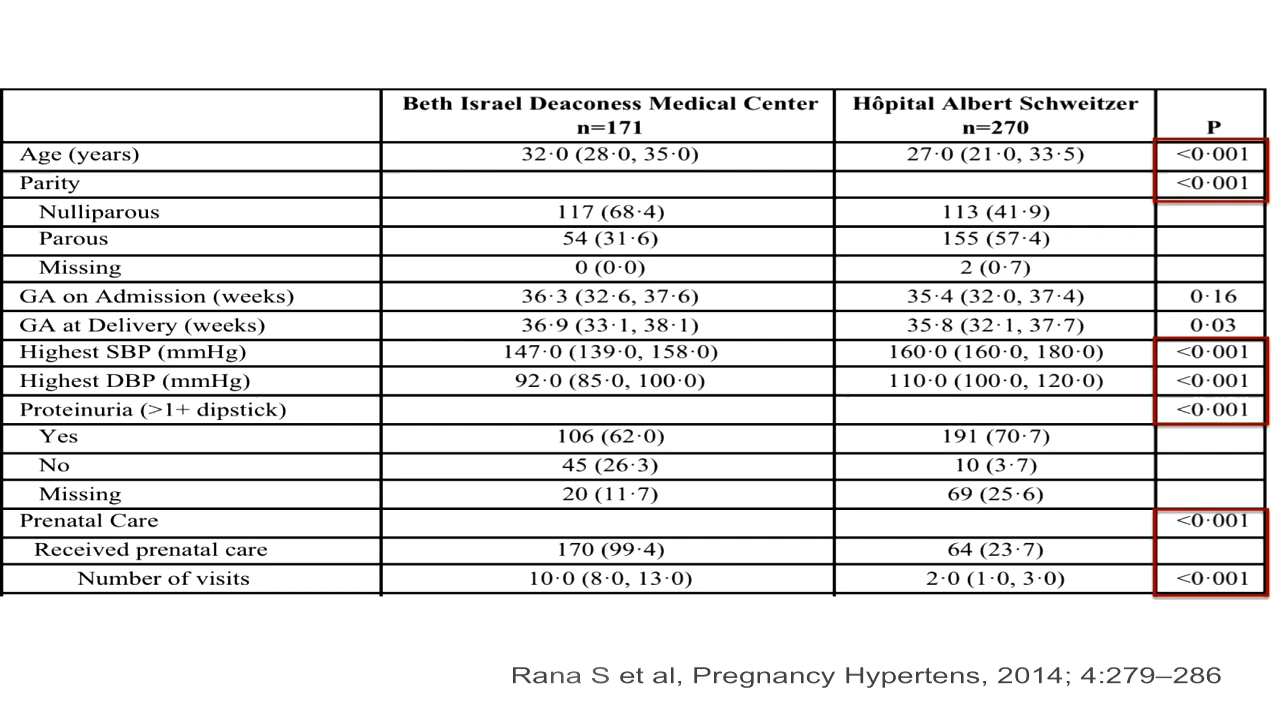 Beth Israel Deaconess Medical Center Hôpital Albert Schweitzer
n=171 n=270 P
Age (years) 32·0 (28·0, 35·0) 27·0 (21·0, 33·5) <0·001
Parity <0·001
Nulliparous 117 (68·4) 113 (41·9)
Parous 54 (31·6) 155 (57·4)
Missing 0 (0·0) 2 (0·7)
GA on Admission (weeks) 36·3 (32·6, 37·6) 35·4 (32·0, 37·4) 0·16
GA at Delivery (weeks) 36·9 (33·1, 38·1) 35·8 (32·1, 37·7) 0·03
Highest SBP (mmHg) 147·0 (139·0, 158·0) 160·0 (160·0, 180·0) <0·001
Highest DBP (mmHg) 92·0 (85·0, 100·0) 110·0 (100·0, 120·0) <0·001
Proteinuria (>1+ dipstick) <0·001
Yes 106 (62·0) 191 (70·7)
No 45 (26·3) 10 (3·7)
Missing 20 (11·7) 69 (25·6)
Prenatal Care <0·001
Received prenatal care 170 (99·4) 64 (23·7)
Number of visits 10·0 (8·0, 13·0) 2·0 (1·0, 3·0) <0·001
Rana S et al, Pregnancy Hypertens, 2014; 4:279–286